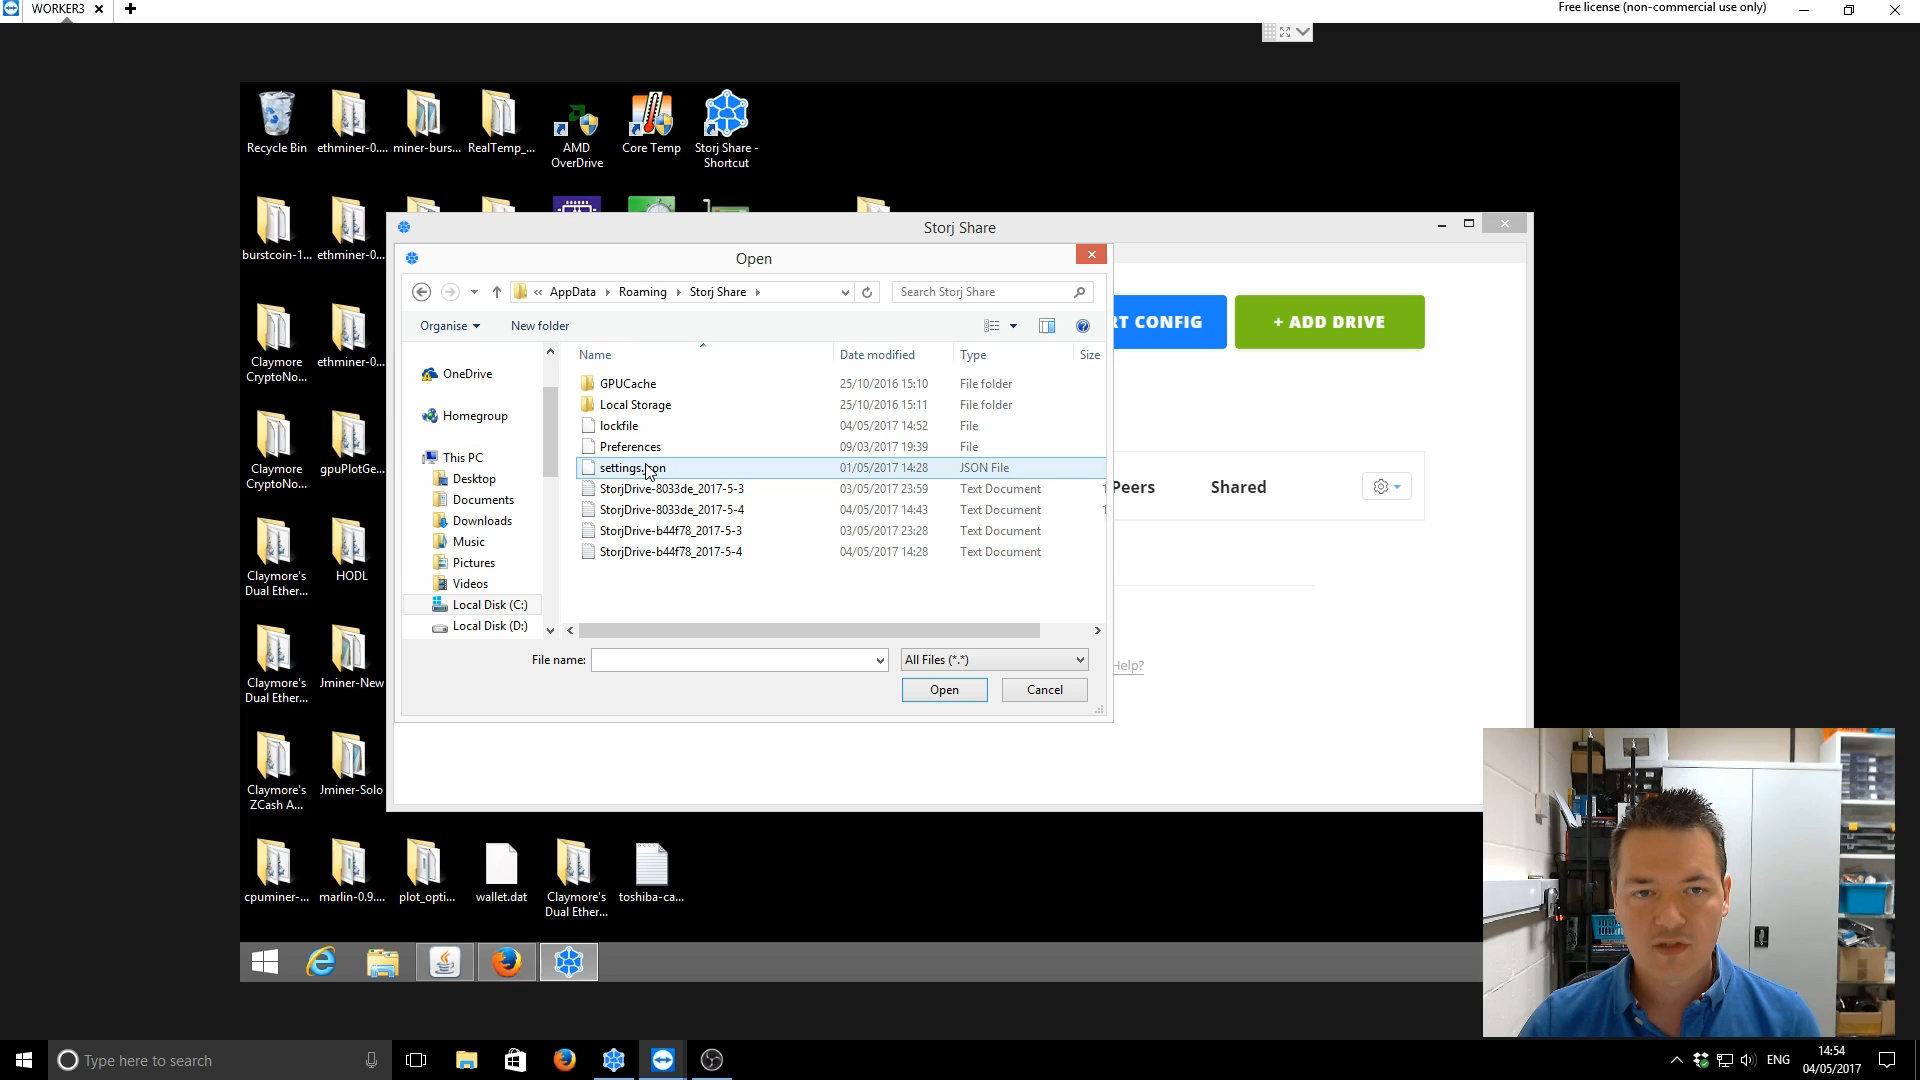 WORKER3
Free license (non-commercial use only)
Recycle Bin
ethminer-0....
miner-burs...
RealTemp_...
AMD
OverDrive
Core Temp
Storj Share -
Shortcut
burstcoin-1...
ethminer-0...
Storj Share
Open
« AppData
Roaming
Storj Share
Search Storj Share
Organise
New folder
RT CONFIG
+ ADD DRIVE
Name
Date modified
Type
Size
OneDrive
Homegroup
This PC
Desktop
Documents
Downloads
Music
Pictures
Videos
Local Disk (C:)
Local Disk (D:)
GPUCache 25/10/2016 15:10 File folder
Local Storage 25/10/2016 15:11 File folder
lockfile 04/05/2017 14:52 File
Preferences 09/03/2017 19:39 File
settings.json 01/05/2017 14:28 JSON File
StorjDrive-8033de_2017-5-3 03/05/2017 23:59 Text Document 1
StorjDrive-8033de_2017-5-4 04/05/2017 14:43 Text Document 1
StorjDrive-b44f78_2017-5-3 03/05/2017 23:28 Text Document
StorjDrive-b44f78_2017-5-4 04/05/2017 14:28 Text Document
Peers
Shared
Help?
File name:
All Files (*.*)
Open
Cancel
Claymore
CryptoNo...
ethminer-0...
Claymore
CryptoNo...
gpuPlotGe...
Claymore's
Dual Ether...
HODL
Claymore's
Dual Ether...
Jminer-New
Claymore's
ZCash A...
Jminer-Solo
cpuminer-...
marlin-0.9....
plot_opti...
wallet.dat
Claymore's
Dual Ether...
toshiba-ca...
Type here to search
ENG
14:54
04/05/2017